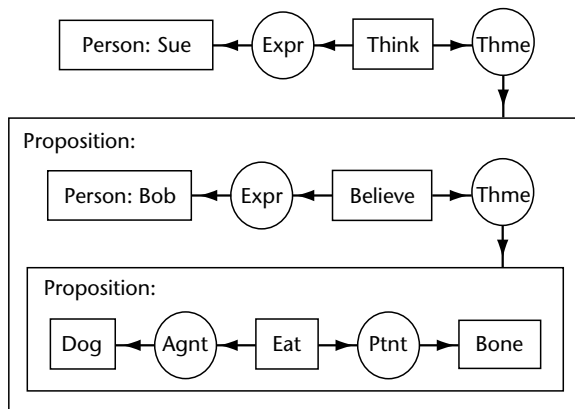 Person: Sue Expr Think Thme
Proposition:
Person: Bob Expr Believe Thme
Proposition:
Dog Agnt Eat Ptnt Bone